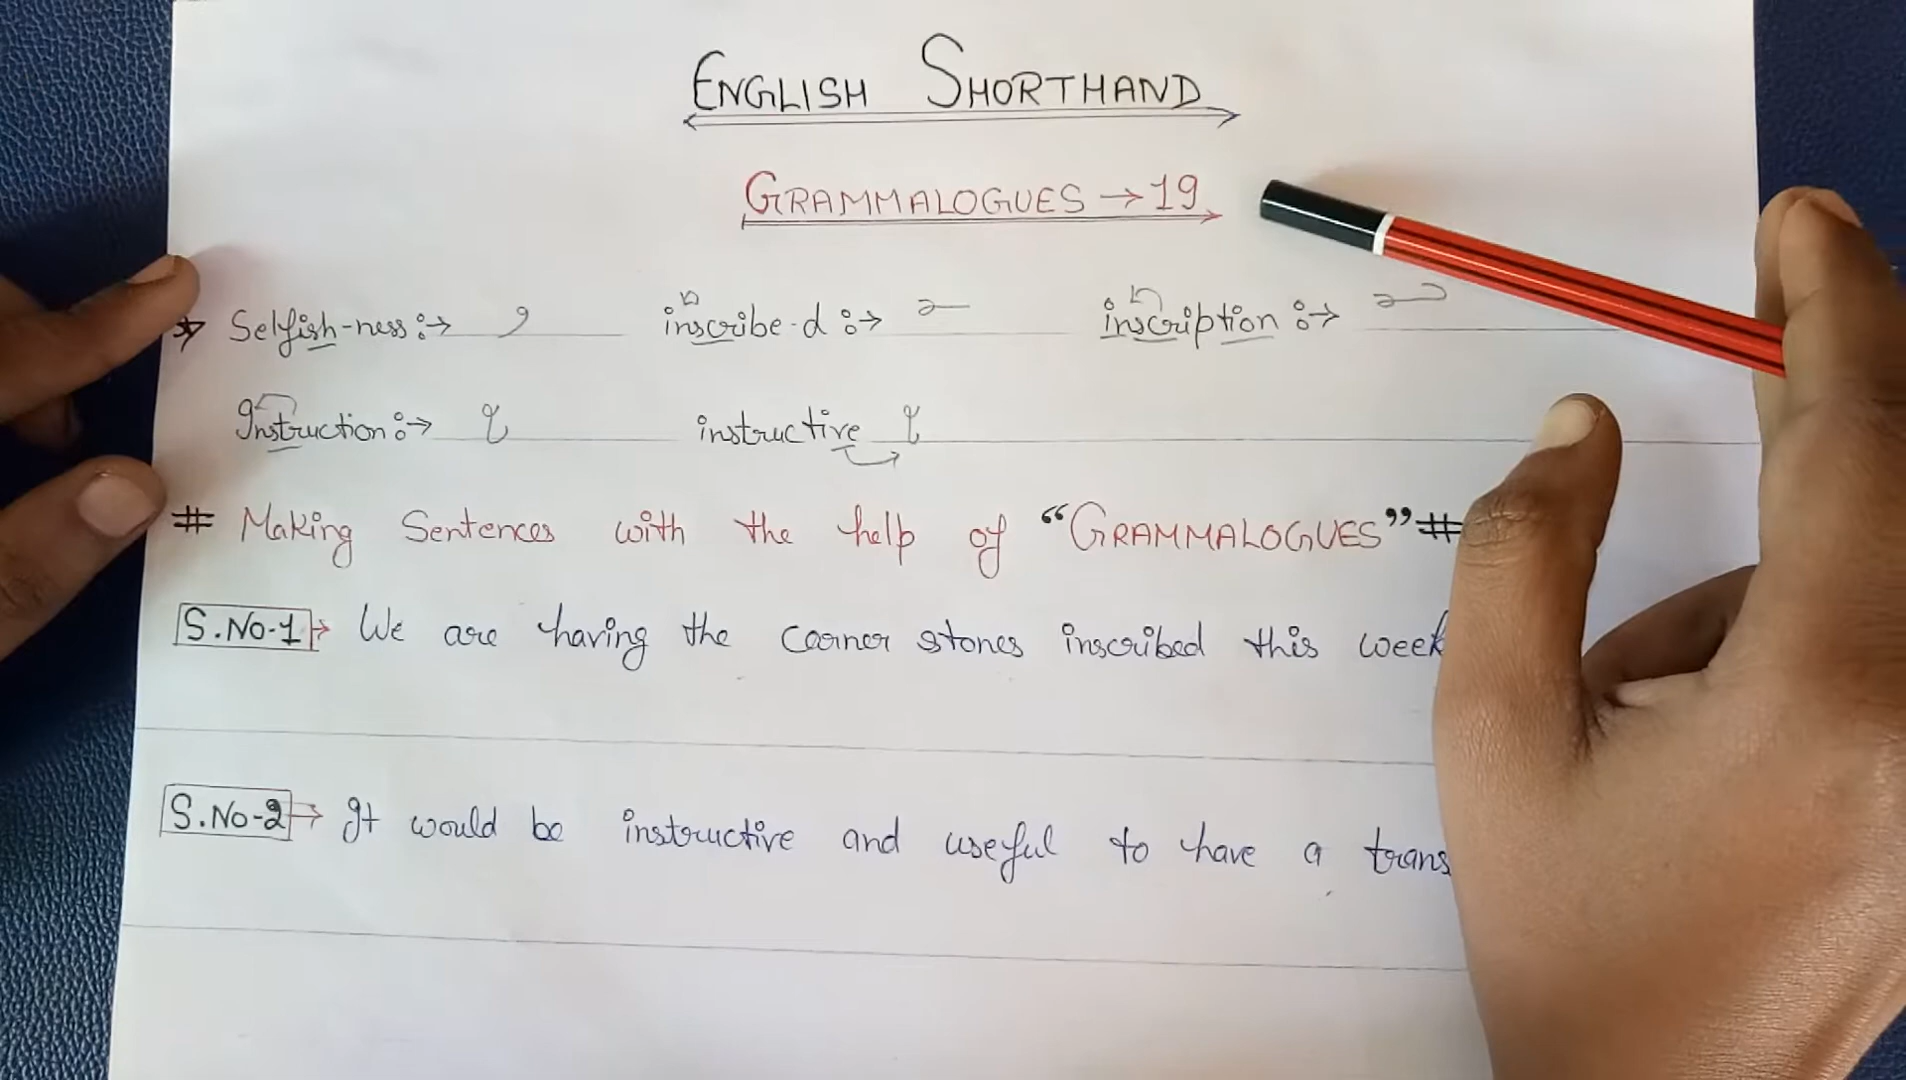 ENGLISH SHORTHAND
GRAMMALOGUES → 19
Selfish-ness :→ inscribe-d :→ inscription :→
Instruction :→ instructive
# Making Sentences with the help of “GRAMMALOGUES” #
S.No-1 → We are having the corner stones inscribed this week
S.No-2 → It would be instructive and useful to have a trans